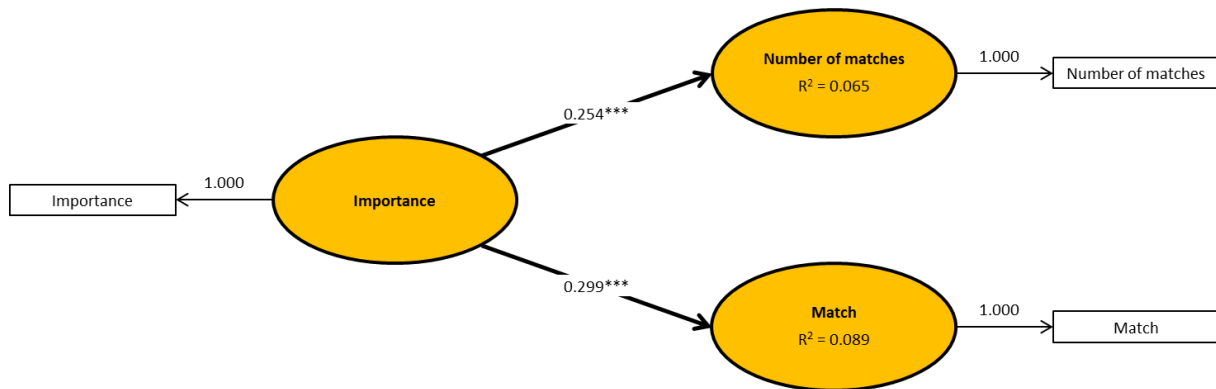 Number of matches
R² = 0.065
1.000
Number of matches
0.254***
Importance
1.000
Importance
0.299***
Match
R² = 0.089
1.000
Match